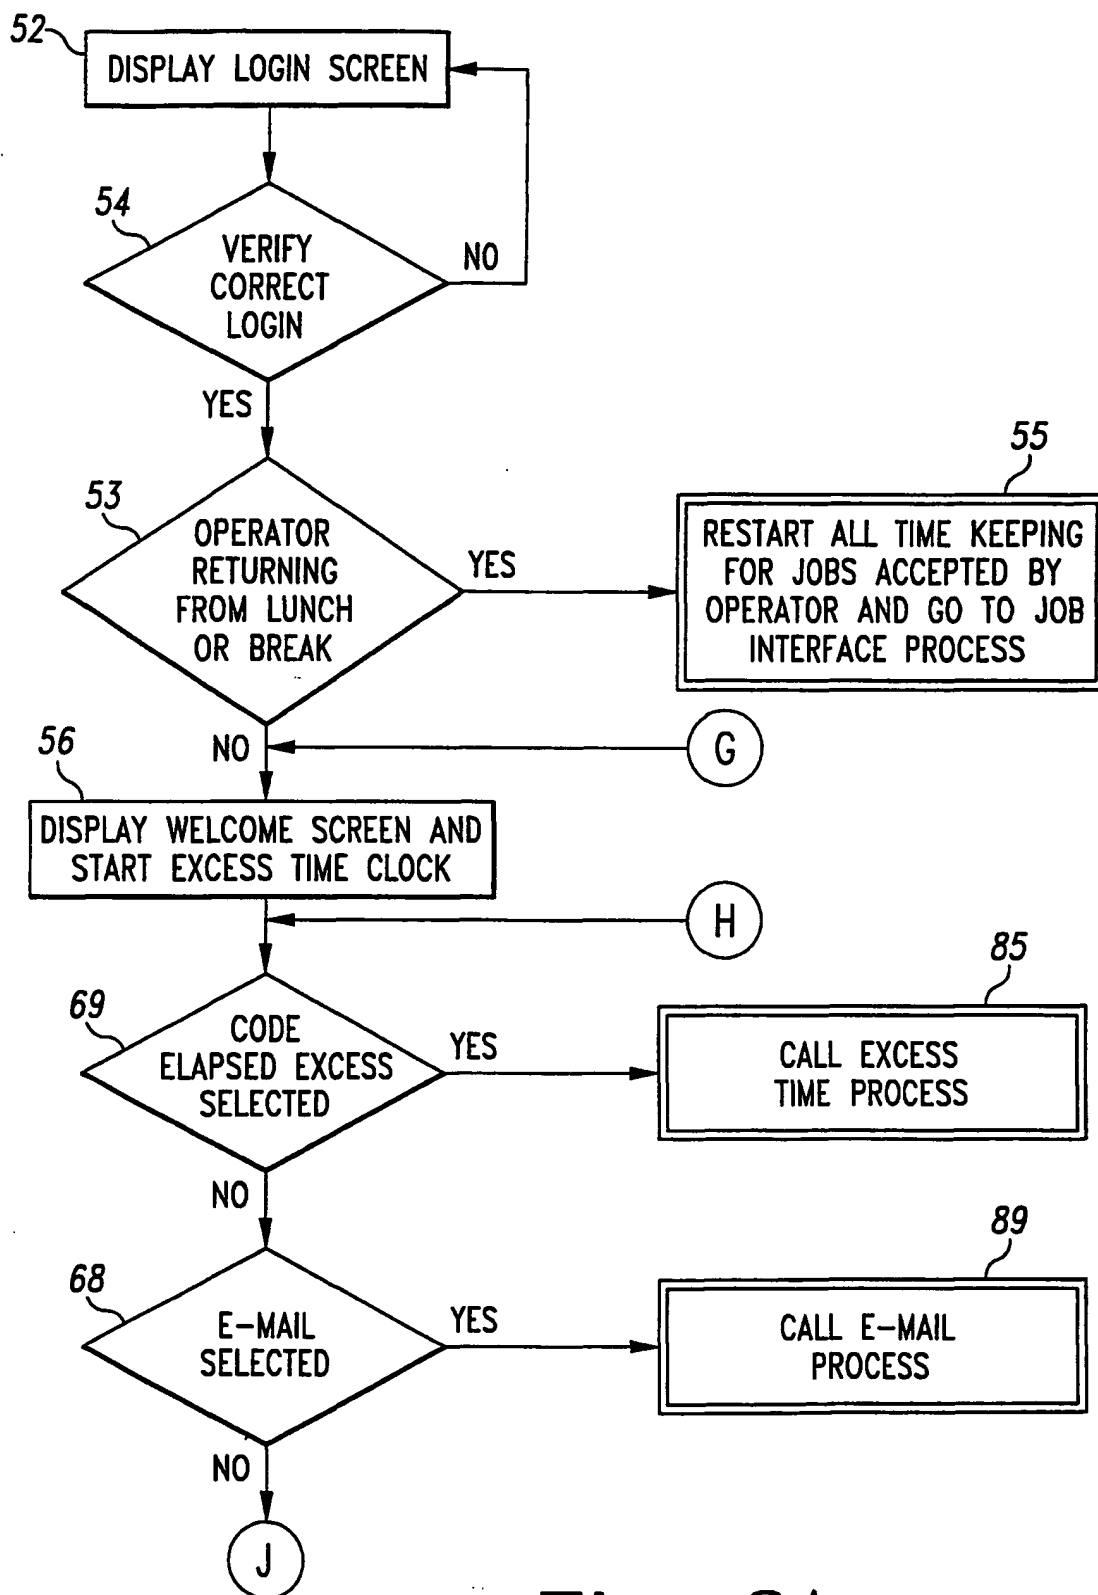 52
DISPLAY LOGIN SCREEN
54
VERIFY
CORRECT
LOGIN
NO
YES
53
OPERATOR
RETURNING
FROM LUNCH
OR BREAK
YES
55
RESTART ALL TIME KEEPING
FOR JOBS ACCEPTED BY
OPERATOR AND GO TO JOB
INTERFACE PROCESS
NO
G
56
DISPLAY WELCOME SCREEN AND
START EXCESS TIME CLOCK
H
69
CODE
ELAPSED EXCESS
SELECTED
YES
85
CALL EXCESS
TIME PROCESS
NO
68
E-MAIL
SELECTED
YES
89
CALL E-MAIL
PROCESS
NO
J